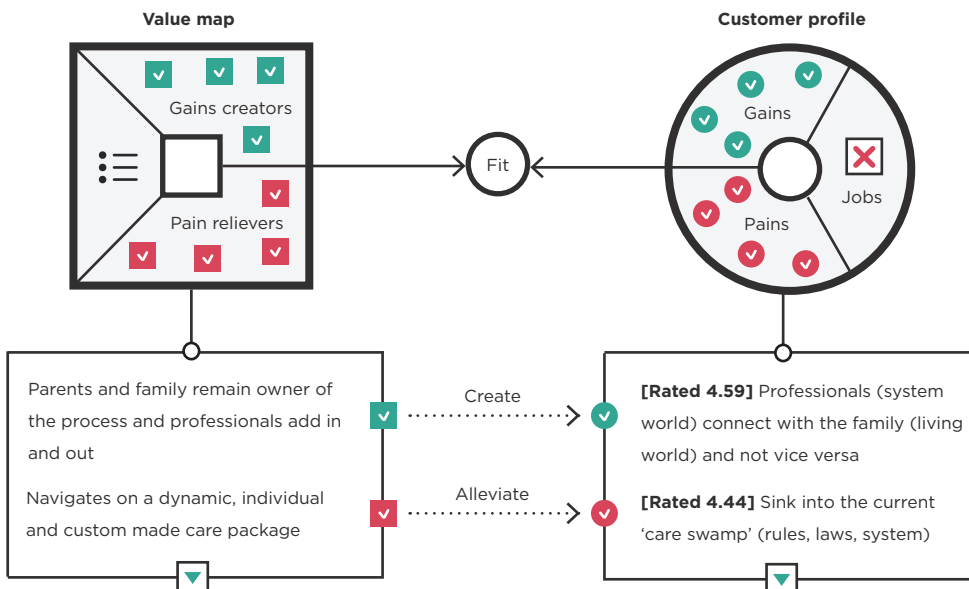 Value map
Customer profile
Gains creators
Pain relievers
Fit
Gains
Pains
Jobs
Parents and family remain owner of
the process and professionals add in
and out
Navigates on a dynamic, individual
and custom made care package
Create
Alleviate
[Rated 4.59] Professionals (system
world) connect with the family (living
world) and not vice versa
[Rated 4.44] Sink into the current
‘care swamp’ (rules, laws, system)